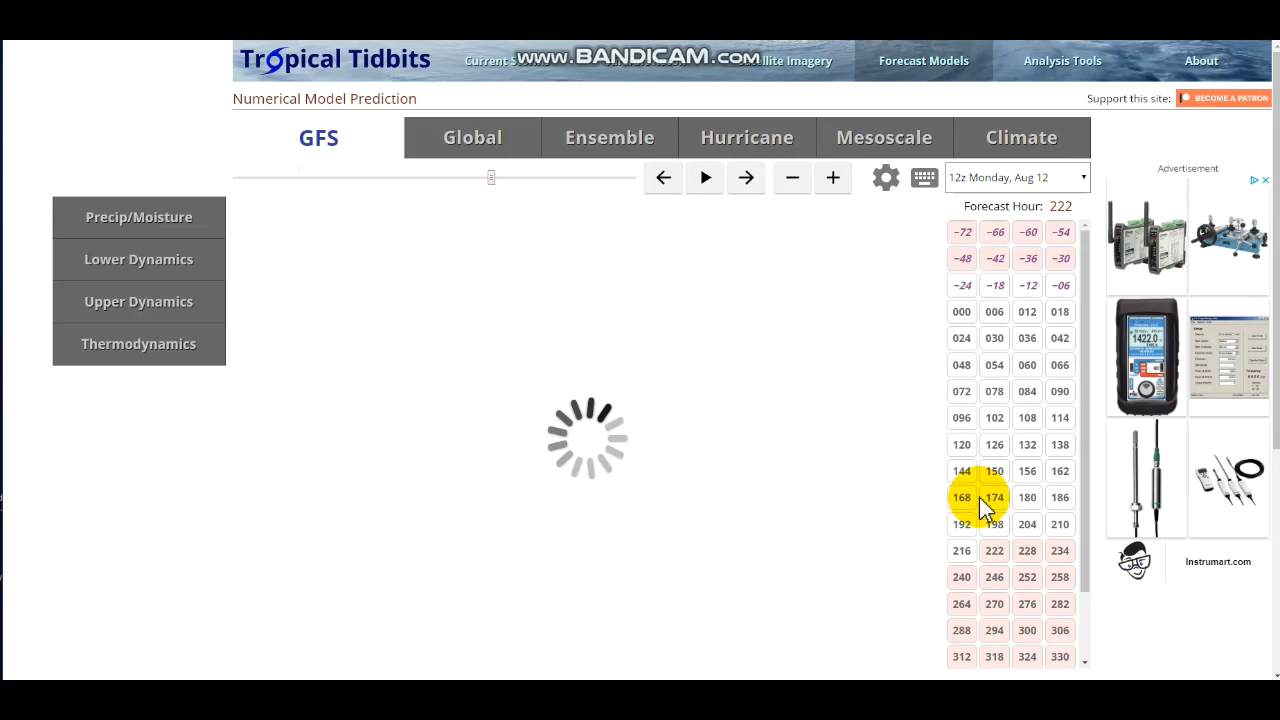 Tropical Tidbits
www.BANDICAM.com
Current S
llite Imagery
Forecast Models
Analysis Tools
About
Numerical Model Prediction
Support this site:
BECOME A PATRON
GFS
Global
Ensemble
Hurricane
Mesoscale
Climate
12z Monday, Aug 12
Advertisement
Forecast Hour: 222
Precip/Moisture
Lower Dynamics
Upper Dynamics
Thermodynamics
-72 -66 -60 -54
-48 -42 -36 -30
-24 -18 -12 -06
000 006 012 018
024 030 036 042
048 054 060 066
072 078 084 090
096 102 108 114
120 126 132 138
144 150 156 162
168 174 180 186
192 198 204 210
216 222 228 234
240 246 252 258
264 270 276 282
288 294 300 306
312 318 324 330
1422.0
Instrumart.com